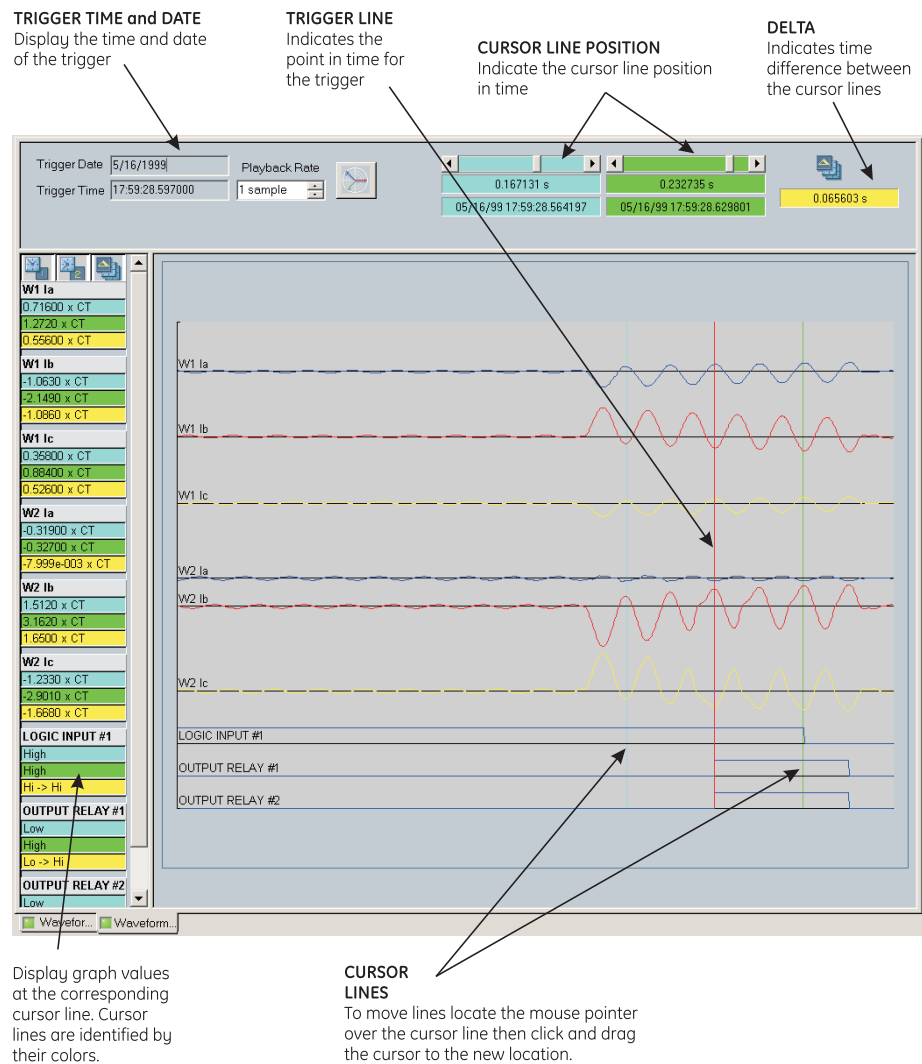 TRIGGER TIME and DATE
Display the time and date
of the trigger
TRIGGER LINE
Indicates the
point in time for
the trigger
CURSOR LINE POSITION
Indicate the cursor line position
in time
DELTA
Indicates time
difference between
the cursor lines
Trigger Date 5/16/1999
Trigger Time 17:59:28.597000
Playback Rate
1 sample
0.167131 s
05/16/99 17:59:28.564197
0.232735 s
05/16/99 17:59:28.629801
0.065603 s
1 2
W1 Ia
0.71600 x CT
1.2720 x CT
0.55600 x CT
W1 Ib
-1.0630 x CT
-2.1490 x CT
-1.0860 x CT
W1 Ic
0.35800 x CT
0.88400 x CT
0.52600 x CT
W2 Ia
-0.31900 x CT
-0.32700 x CT
-7.999e-003 x CT
W2 Ib
1.5120 x CT
3.1620 x CT
1.6500 x CT
W2 Ic
-1.2330 x CT
-2.9010 x CT
-1.6680 x CT
LOGIC INPUT #1
High
High
Hi -> Hi
OUTPUT RELAY #1
Low
High
Lo -> Hi
OUTPUT RELAY #2
Low
W1 Ia
W1 Ib
W1 Ic
W2 Ia
W2 Ib
W2 Ic
LOGIC INPUT #1
OUTPUT RELAY #1
OUTPUT RELAY #2
Wavefor... Waveform...
Display graph values
at the corresponding
cursor line. Cursor
lines are identified by
their colors.
CURSOR
LINES
To move lines locate the mouse pointer
over the cursor line then click and drag
the cursor to the new location.